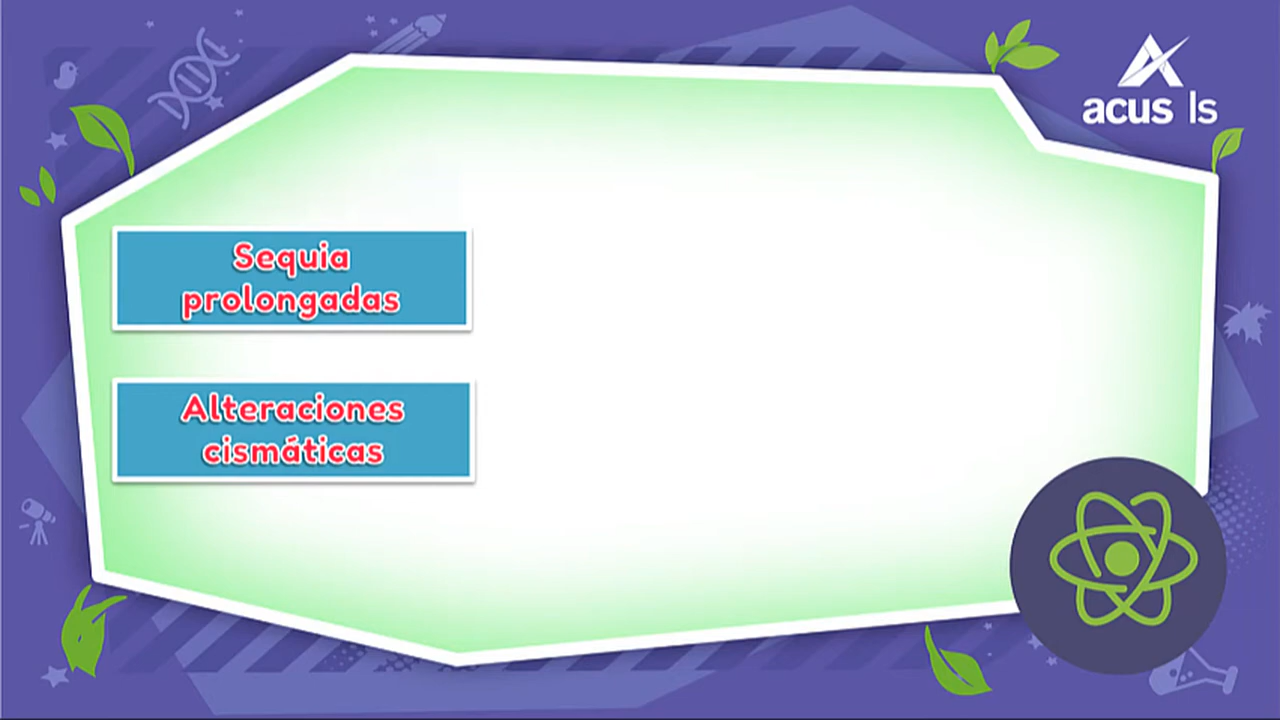 acus ls
Sequia
prolongadas
Alteraciones
cismáticas